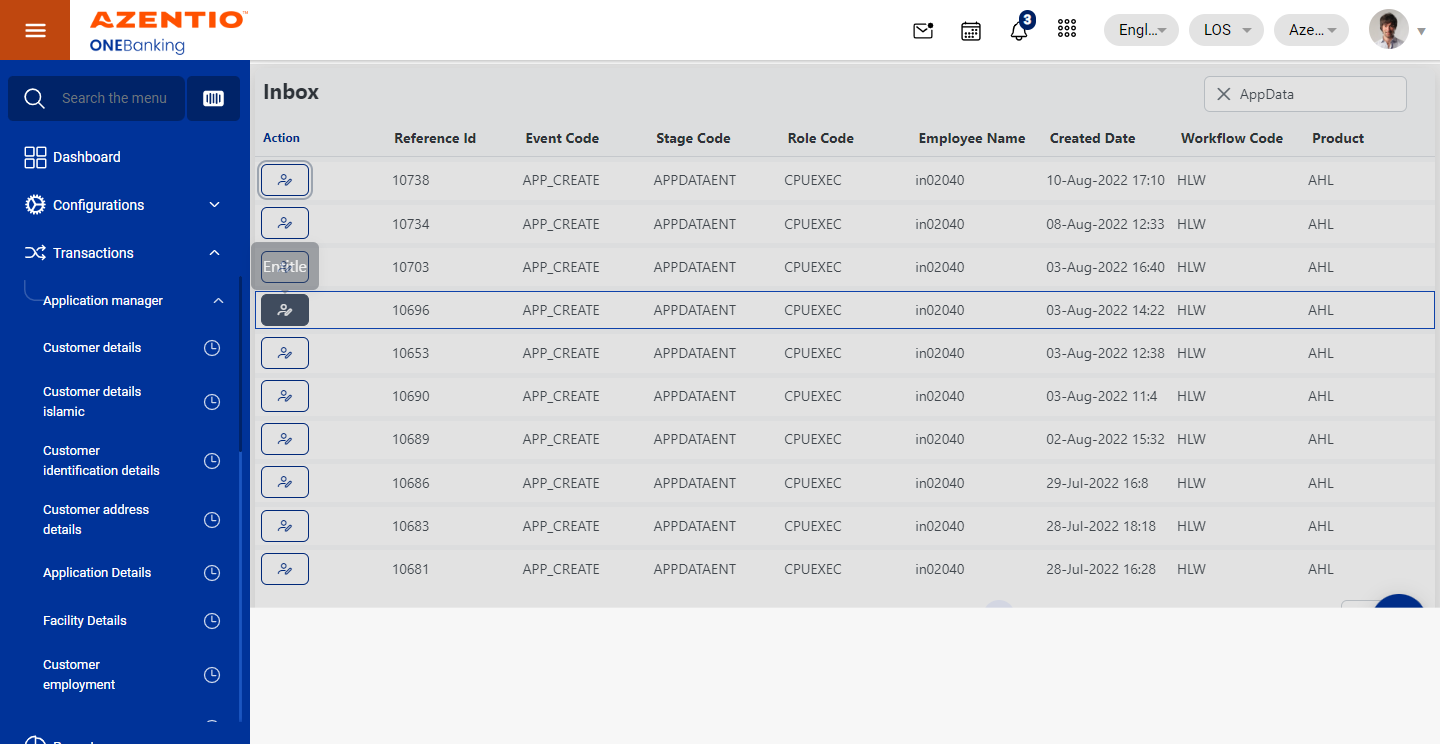 AZENTIO™
ONEBanking
3
Engl...
LOS
Aze...
Search the menu
Dashboard
Configurations
Transactions
Application manager
Customer details
Customer details
islamic
Customer
identification details
Customer address
details
Application Details
Facility Details
Customer
employment
Inbox
AppData
Action Reference Id Event Code Stage Code Role Code Employee Name Created Date Workflow Code Product
10738 APP_CREATE APPDATAENT CPUEXEC in02040 10-Aug-2022 17:10 HLW AHL
10734 APP_CREATE APPDATAENT CPUEXEC in02040 08-Aug-2022 12:33 HLW AHL
Entitle 10703 APP_CREATE APPDATAENT CPUEXEC in02040 03-Aug-2022 16:40 HLW AHL
10696 APP_CREATE APPDATAENT CPUEXEC in02040 03-Aug-2022 14:22 HLW AHL
10653 APP_CREATE APPDATAENT CPUEXEC in02040 03-Aug-2022 12:38 HLW AHL
10690 APP_CREATE APPDATAENT CPUEXEC in02040 03-Aug-2022 11:4 HLW AHL
10689 APP_CREATE APPDATAENT CPUEXEC in02040 02-Aug-2022 15:32 HLW AHL
10686 APP_CREATE APPDATAENT CPUEXEC in02040 29-Jul-2022 16:8 HLW AHL
10683 APP_CREATE APPDATAENT CPUEXEC in02040 28-Jul-2022 18:18 HLW AHL
10681 APP_CREATE APPDATAENT CPUEXEC in02040 28-Jul-2022 16:28 HLW AHL